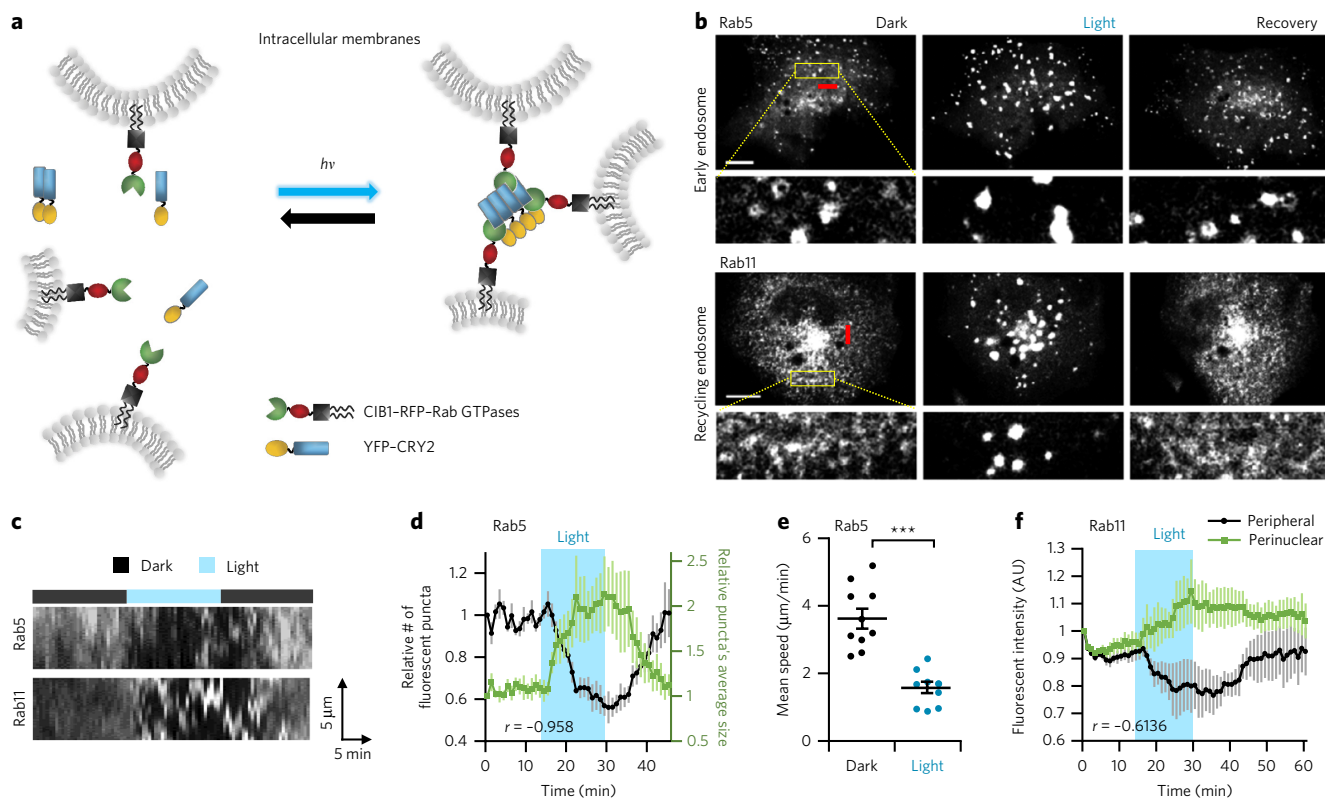 a
Intracellular membranes
hν
CIB1–RFP–Rab GTPases
YFP–CRY2
b
Rab5
Dark
Light
Recovery
Early endosome
Rab11
Recycling endosome
c
Dark
Light
Rab5
Rab11
5 µm
5 min
d
Rab5
Light
Relative # of
fluorescent puncta
1.2
1
0.8
0.6
0.4
2.5
2
1.5
1
0.5
Relative puncta's average size
r = –0.958
0
20
40
Time (min)
e
Rab5
***
Mean speed (µm/min)
6
4
2
0
Dark
Light
f
Rab11
Light
Peripheral
Perinuclear
Fluorescent intensity (AU)
1.3
1.2
1.1
1
0.9
0.8
0.7
0.6
r = –0.6136
0
10
20
30
40
50
60
Time (min)